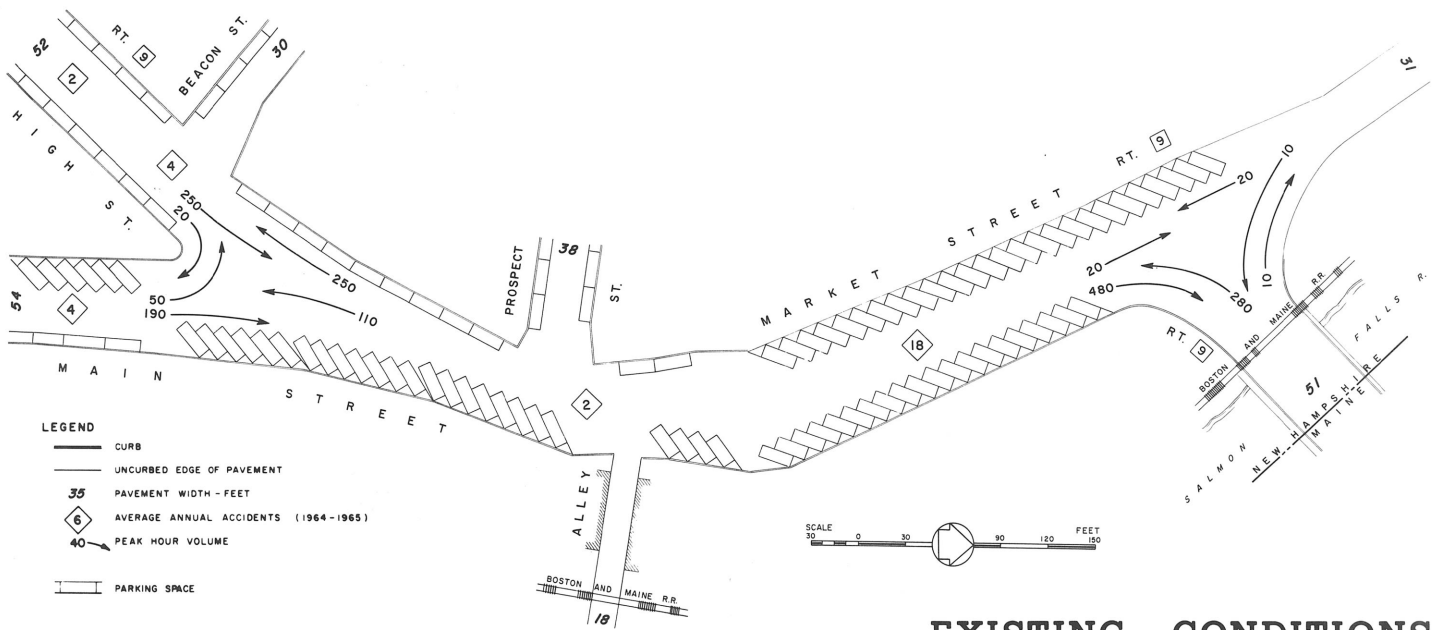 52
2
RT. 9
BEACON ST.
30
HIGH ST.
4
250
20
250
50
190
110
54
4
MAIN STREET
PROSPECT ST.
38
2
MARKET STREET
RT. 9
18
20
10
20
480
280
10
31
RT. 9
BOSTON AND MAINE R.R.
51
SALMON FALLS R.
NEW HAMPSHIRE
MAINE
ALLEY
BOSTON AND MAINE R.R.
18
LEGEND
CURB
UNCURBED EDGE OF PAVEMENT
35 PAVEMENT WIDTH - FEET
6 AVERAGE ANNUAL ACCIDENTS (1964-1965)
40 PEAK HOUR VOLUME
PARKING SPACE
SCALE FEET
30 0 30 90 120 150
EXISTING CONDITIONS